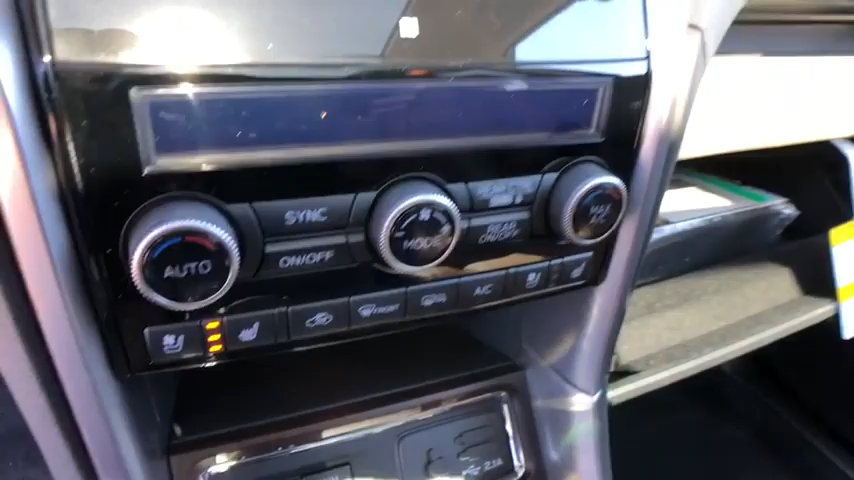 SYNC
AUTO
ON/OFF
MODE
REAR
ON/OFF
MAX
A/C
FRONT
A/C
2.1A